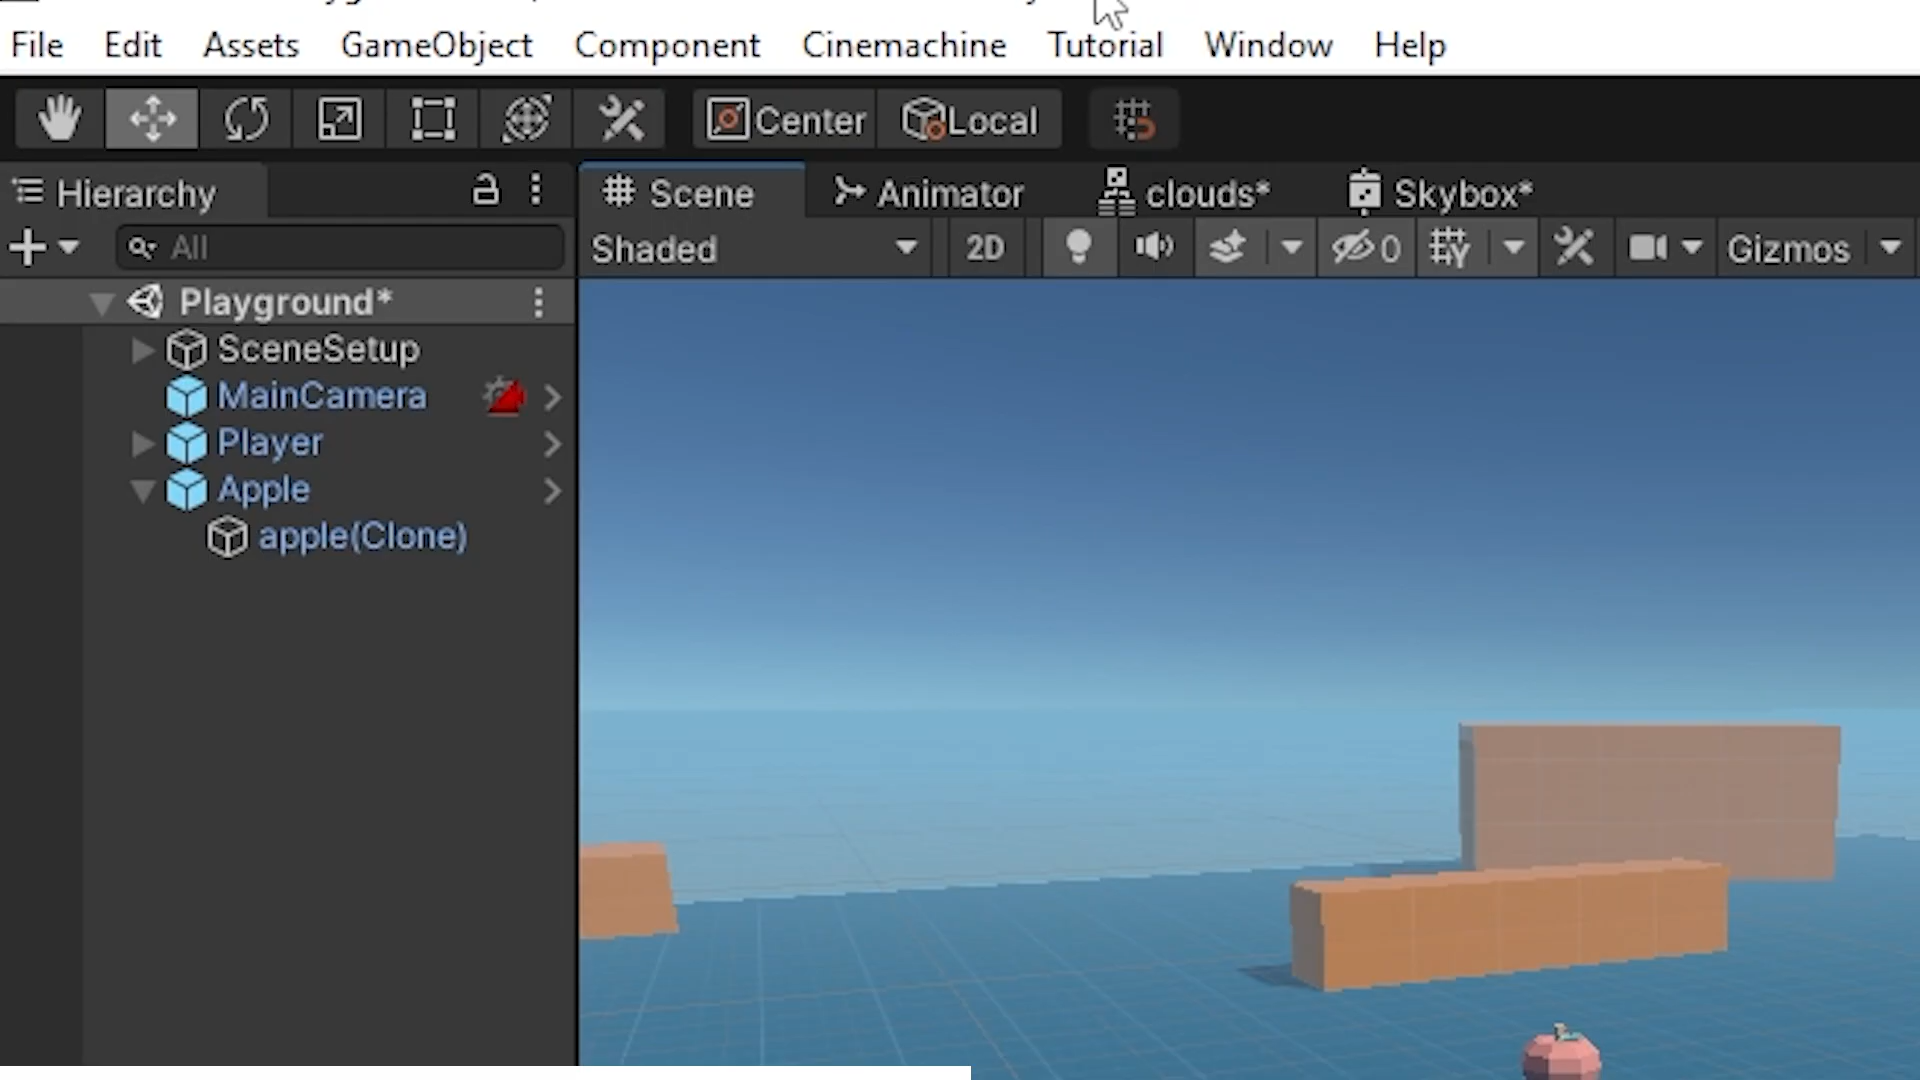 File Edit Assets GameObject Component Cinemachine Tutorial Window Help
Center Local
Hierarchy
Scene Animator clouds* Skybox*
All
Shaded 2D 0 Gizmos
Playground*
SceneSetup
MainCamera
Player
Apple
apple(Clone)